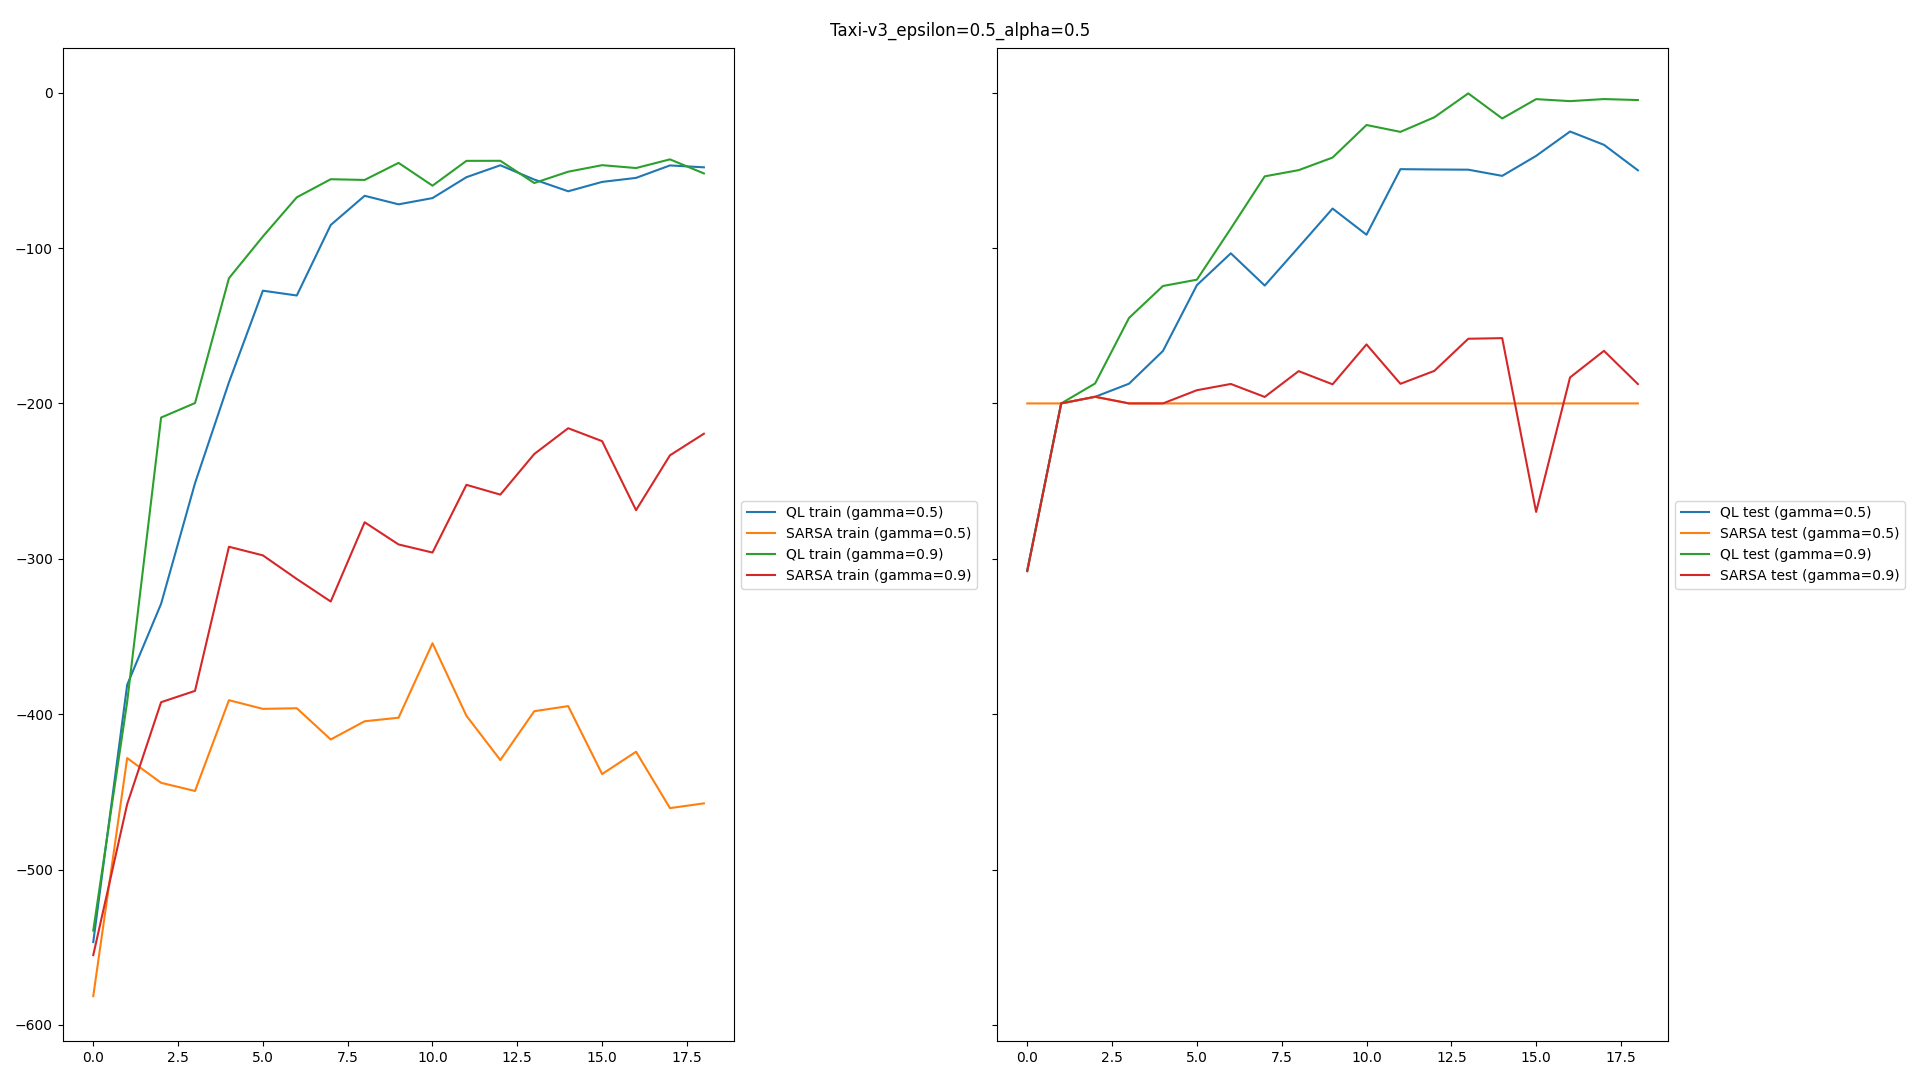 Taxi-v3_epsilon=0.5_alpha=0.5
0
−100
−200
−300
−400
−500
−600
0.0 2.5 5.0 7.5 10.0 12.5 15.0 17.5
QL train (gamma=0.5)
SARSA train (gamma=0.5)
QL train (gamma=0.9)
SARSA train (gamma=0.9)
0.0 2.5 5.0 7.5 10.0 12.5 15.0 17.5
QL test (gamma=0.5)
SARSA test (gamma=0.5)
QL test (gamma=0.9)
SARSA test (gamma=0.9)